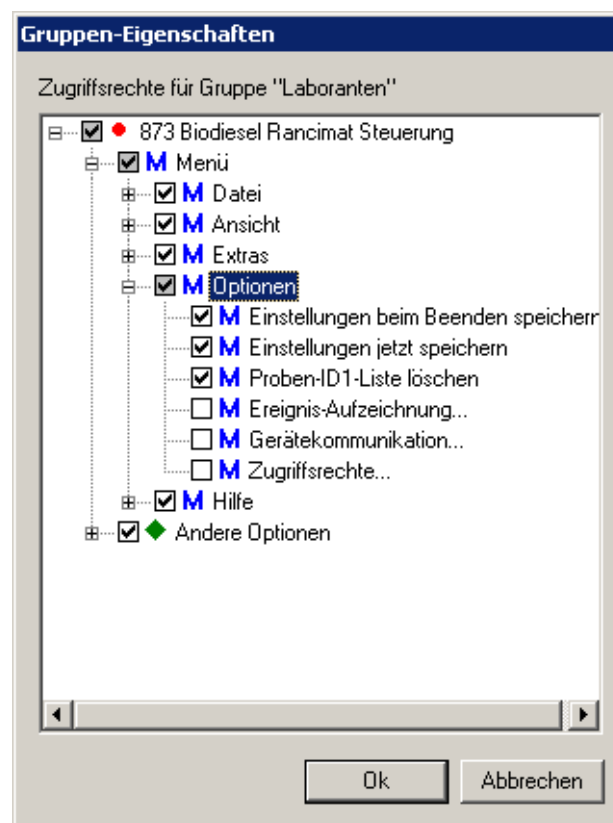 Gruppen-Eigenschaften
Zugriffsrechte für Gruppe "Laboranten"
873 Biodiesel Rancimat Steuerung
M Menü
M Datei
M Ansicht
M Extras
M Optionen
M Einstellungen beim Beenden speichern
M Einstellungen jetzt speichern
M Proben-ID1-Liste löschen
M Ereignis-Aufzeichnung...
M Gerätekommunikation...
M Zugriffsrechte...
M Hilfe
Andere Optionen
Ok Abbrechen